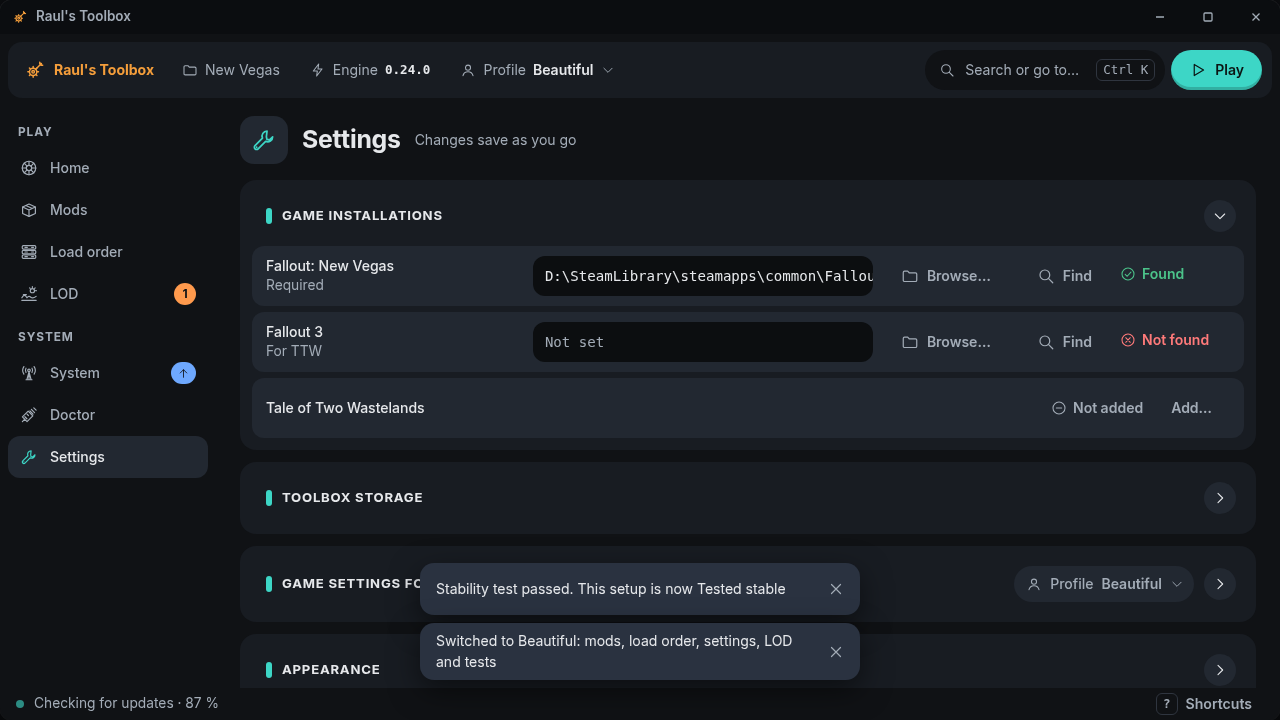 Raul's Toolbox
Raul's Toolbox
New Vegas
Engine 0.24.0
Profile Beautiful
Search or go to...
Ctrl K
Play
PLAY
Home
Mods
Load order
LOD
1
SYSTEM
System
Doctor
Settings
Settings
Changes save as you go
GAME INSTALLATIONS
Fallout: New Vegas
Required
D:\SteamLibrary\steamapps\common\Fallou
Browse...
Find
Found
Fallout 3
For TTW
Not set
Browse...
Find
Not found
Tale of Two Wastelands
Not added
Add...
TOOLBOX STORAGE
GAME SETTINGS FO
Profile Beautiful
Stability test passed. This setup is now Tested stable
Switched to Beautiful: mods, load order, settings, LOD
and tests
APPEARANCE
Checking for updates · 87 %
? Shortcuts